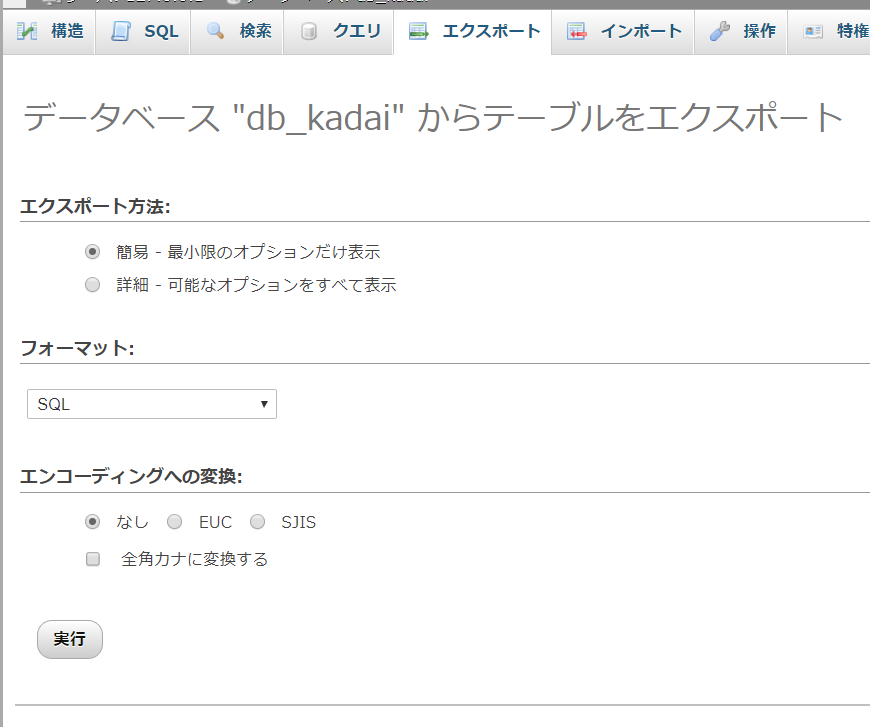 構造 SQL 検索 クエリ エクスポート インポート 操作 特権
データベース "db_kadai" からテーブルをエクスポート
エクスポート方法:
簡易 - 最小限のオプションだけ表示
詳細 - 可能なオプションをすべて表示
フォーマット:
SQL
エンコーディングへの変換:
なし EUC SJIS
全角カナに変換する
実行